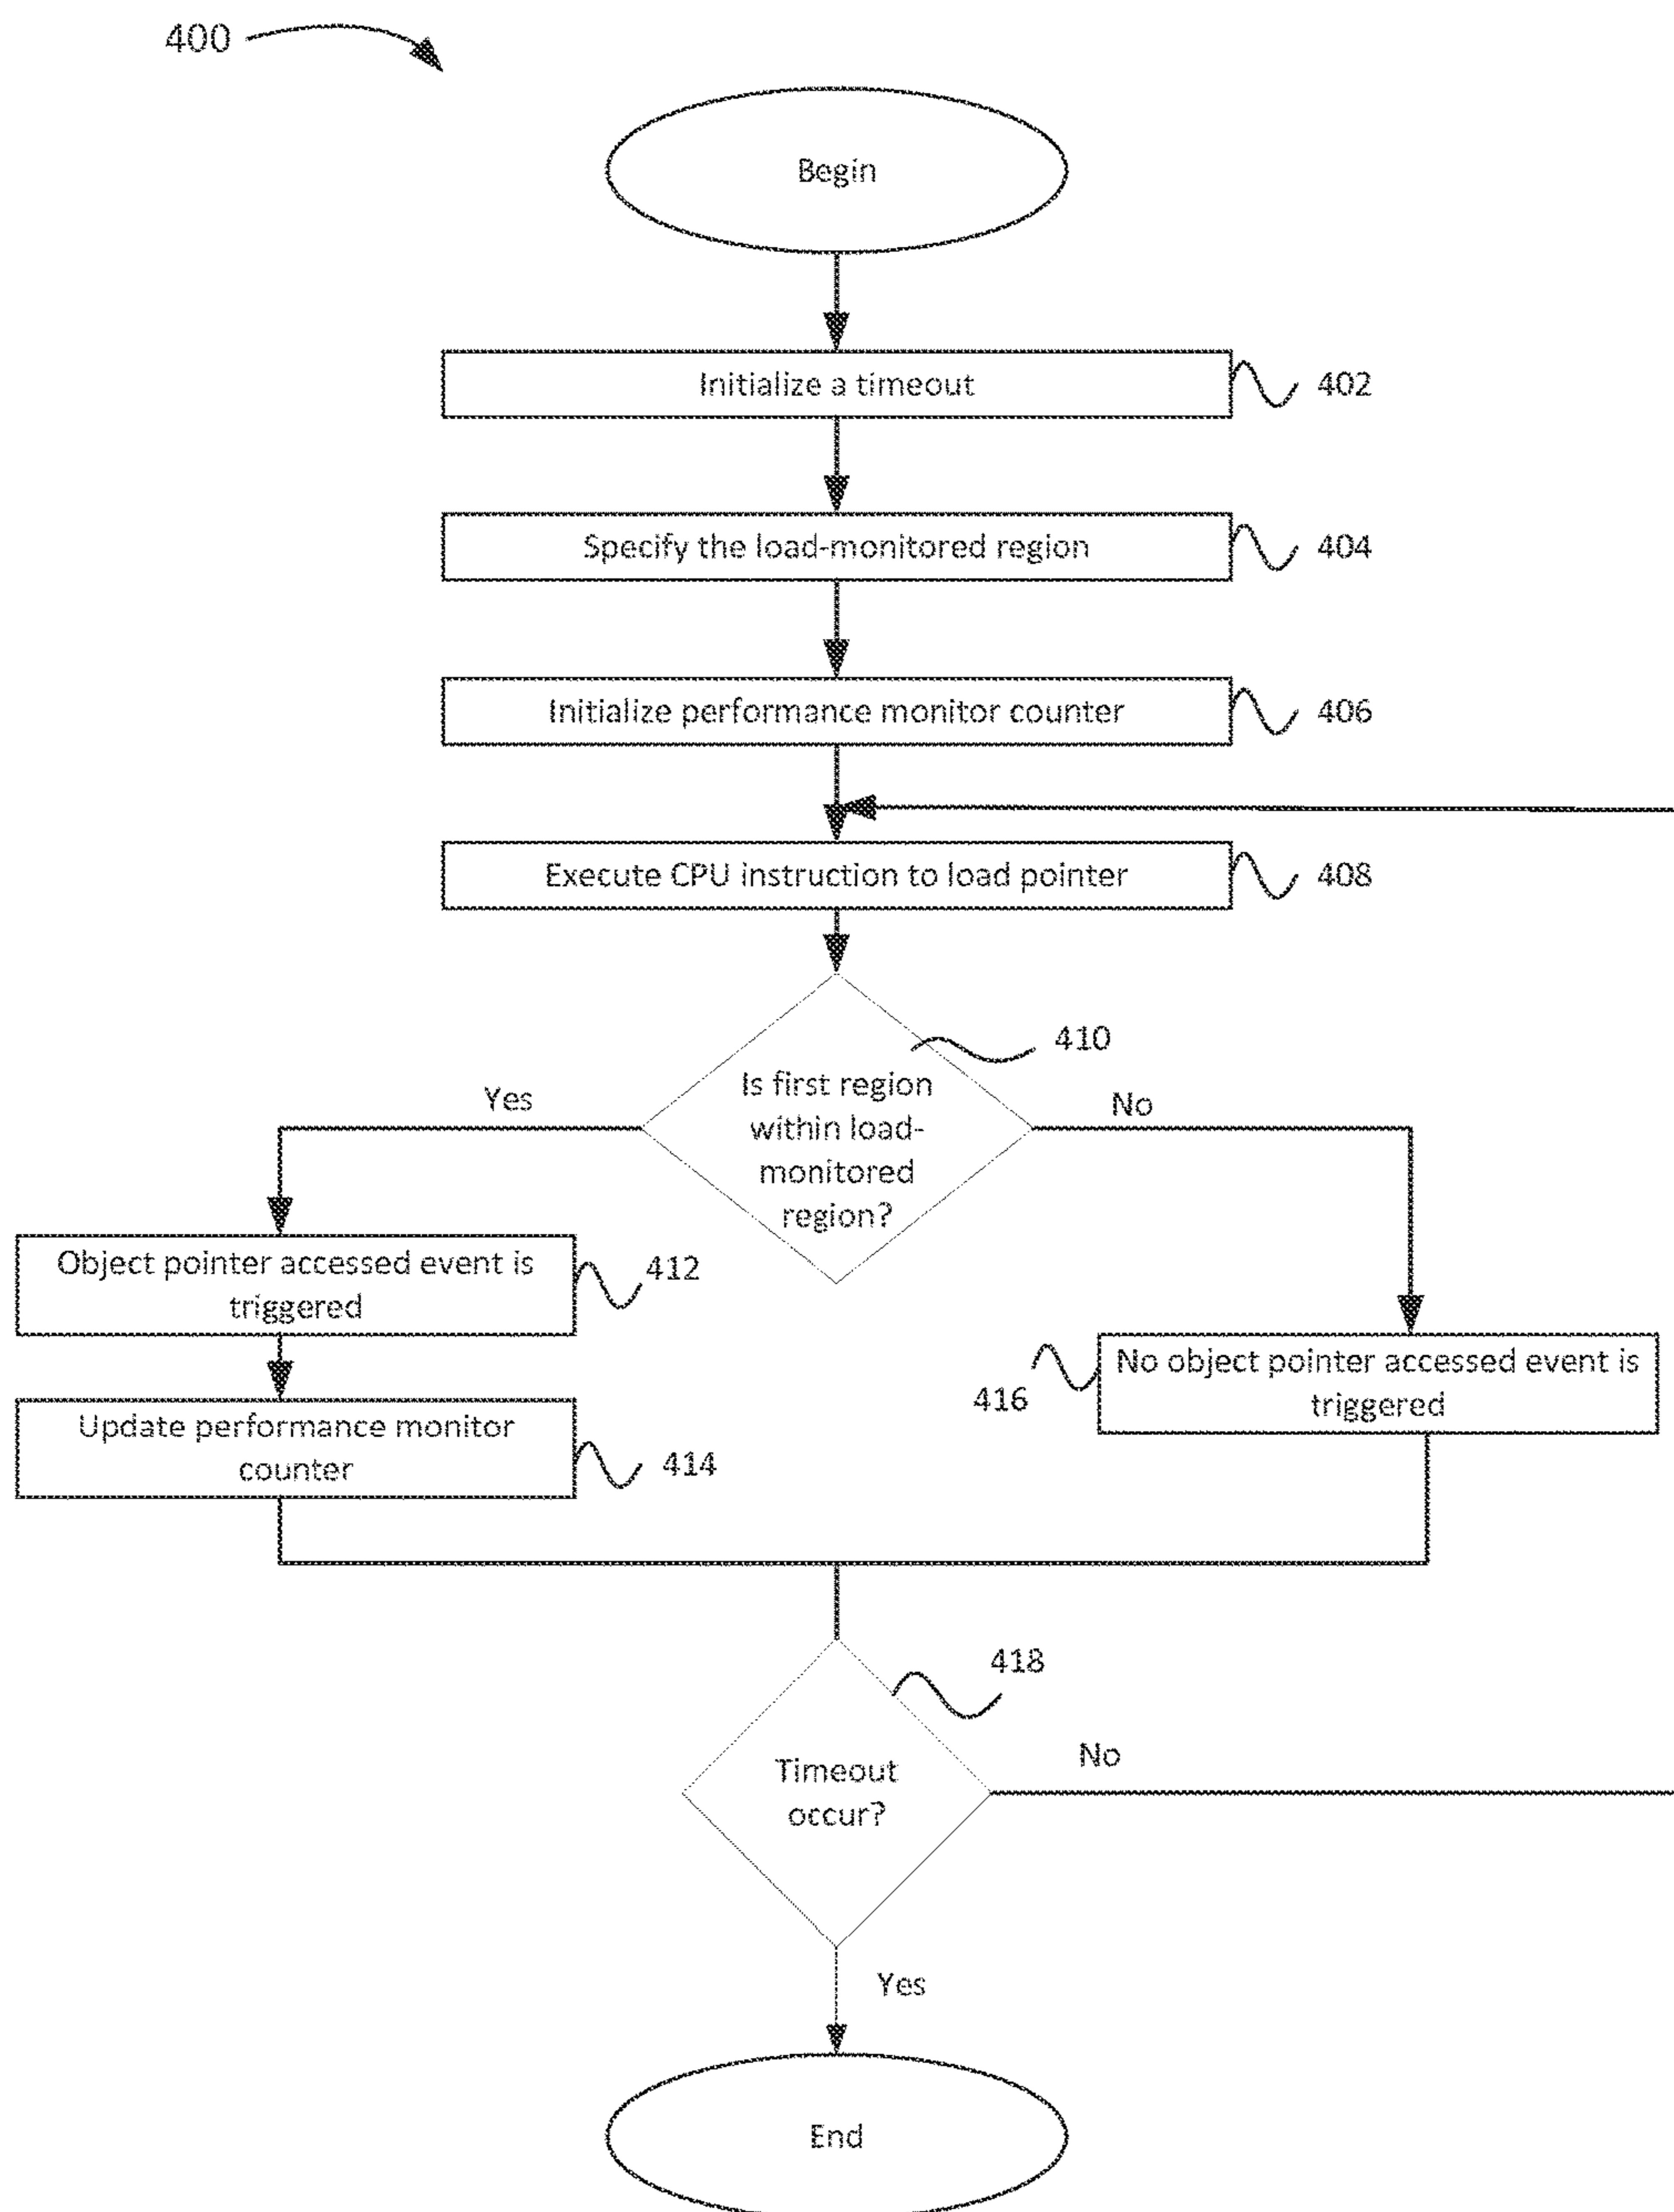 400
Begin
Initialize a timeout
402
Specify the load-monitored region
404
Initialize performance monitor counter
406
Execute CPU instruction to load pointer
408
410
Is first region
within load-
monitored
region?
Yes
No
Object pointer accessed event is
triggered
412
No object pointer accessed event is
triggered
416
Update performance monitor
counter
414
418
Timeout
occur?
No
Yes
End